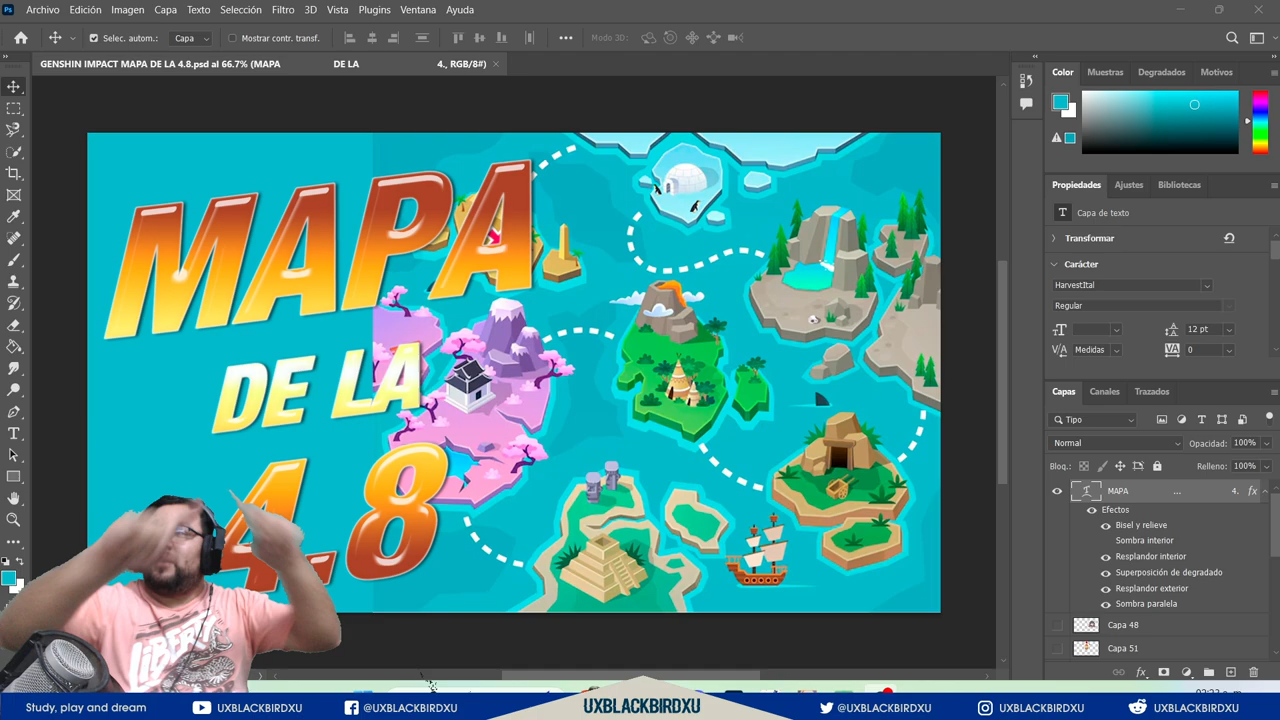 Ps Archivo Edición Imagen Capa Texto Selección Filtro 3D Vista Plugins Ventana Ayuda
Selec. autom.: Capa Mostrar contr. transf. Modo 3D:
GENSHIN IMPACT MAPA DE LA 4.8.psd al 66.7% (MAPA DE LA 4., RGB/8#)
MAPA
DE LA
4.8
LIBERTY
Color Muestras Degradados Motivos
Propiedades Ajustes Bibliotecas
T Capa de texto
Transformar
Carácter
HarvestItal
Regular
12 pt
Medidas 0
Capas Canales Trazados
Tipo
Normal Opacidad: 100%
Bloq.: Relleno: 100%
MAPA ... 4. fx
Efectos
Bisel y relieve
Sombra interior
Resplandor interior
Superposición de degradado
Resplandor exterior
Sombra paralela
Capa 48
Capa 51
Study, play and dream UXBLACKBIRDXU @UXBLACKBIRDXU UXBLACKBIRDXU @UXBLACKBIRDXU UXBLACKBIRDXU @UXBLACKBIRDXU